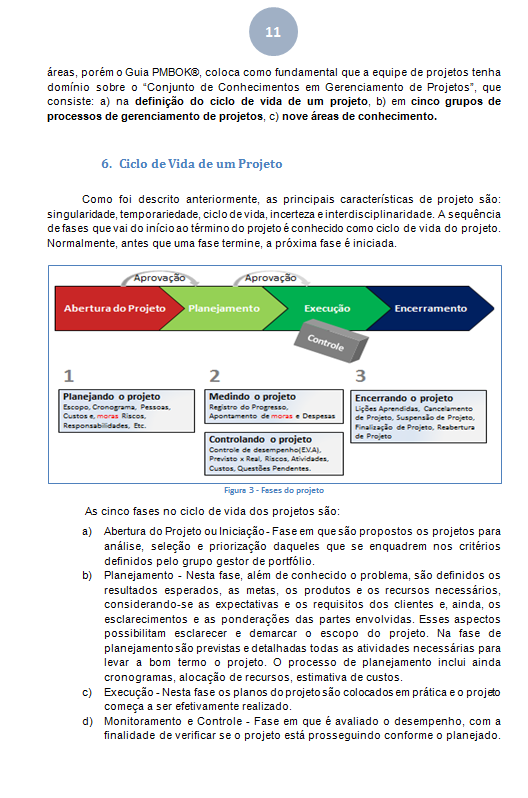 11
áreas, porém o Guia PMBOK®, coloca como fundamental que a equipe de projetos tenha
domínio sobre o “Conjunto de Conhecimentos em Gerenciamento de Projetos”, que
consiste: a) na definição do ciclo de vida de um projeto, b) em cinco grupos de
processos de gerenciamento de projetos, c) nove áreas de conhecimento.
6. Ciclo de Vida de um Projeto
Como foi descrito anteriormente, as principais características de projeto são:
singularidade, temporariedade, ciclo de vida, incerteza e interdisciplinaridade. A sequência
de fases que vai do início ao término do projeto é conhecido como ciclo de vida do projeto.
Normalmente, antes que uma fase termine, a próxima fase é iniciada.
Aprovação Aprovação
Abertura do Projeto Planejamento Execução Encerramento
Controle
1
Planejando o projeto
Escopo, Cronograma, Pessoas,
Custos e, moras Riscos,
Responsabilidades, Etc.
2
Medindo o projeto
Registro do Progresso,
Apontamento de moras e Despesas
Controlando o projeto
Controle de desempenho(E.V.A),
Previsto x Real, Riscos, Atividades,
Custos, Questões Pendentes.
3
Encerrando o projeto
Lições Aprendidas, Cancelamento
de Projeto, Suspensão de Projeto,
Finalização de Projeto, Reabertura
de Projeto
Figura 3 - Fases do projeto
As cinco fases no ciclo de vida dos projetos são:
a) Abertura do Projeto ou Iniciação - Fase em que são propostos os projetos para
análise, seleção e priorização daqueles que se enquadrem nos critérios
definidos pelo grupo gestor de portfólio.
b) Planejamento - Nesta fase, além de conhecido o problema, são definidos os
resultados esperados, as metas, os produtos e os recursos necessários,
considerando-se as expectativas e os requisitos dos clientes e, ainda, os
esclarecimentos e as ponderações das partes envolvidas. Esses aspectos
possibilitam esclarecer e demarcar o escopo do projeto. Na fase de
planejamento são previstas e detalhadas todas as atividades necessárias para
levar a bom termo o projeto. O processo de planejamento inclui ainda
cronogramas, alocação de recursos, estimativa de custos.
c) Execução - Nesta fase os planos do projeto são colocados em prática e o projeto
começa a ser efetivamente realizado.
d) Monitoramento e Controle - Fase em que é avaliado o desempenho, com a
finalidade de verificar se o projeto está prosseguindo conforme o planejado.